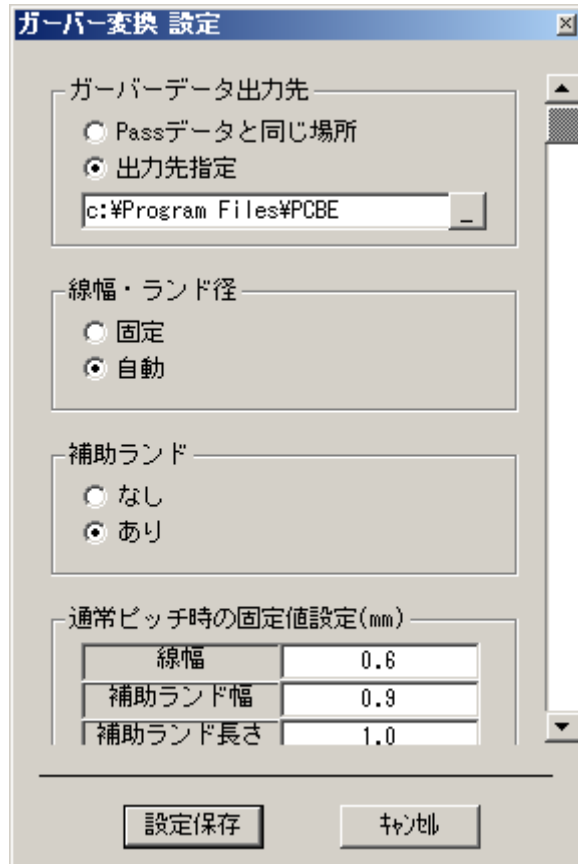 ガーバー変換 設定
ガーバーデータ出力先
Passデータと同じ場所
出力先指定
c:¥Program Files¥PCBE
_
線幅・ランド径
固定
自動
補助ランド
なし
あり
通常ピッチ時の固定値設定(㎜)
線幅 0.6
補助ランド幅 0.9
補助ランド長さ 1.0
設定保存 ｷｬﾝｾﾙ